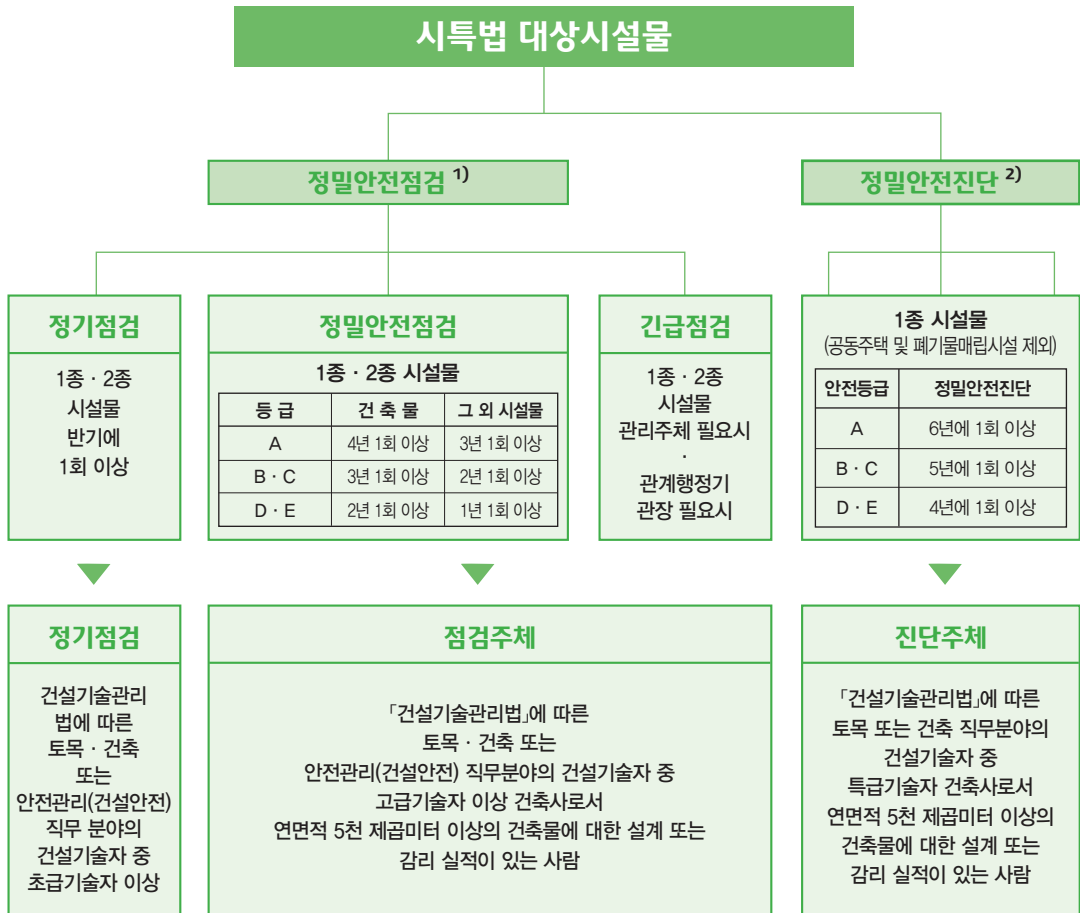 시특법 대상시설물
정밀안전점검 1)
정밀안전진단 2)
정기점검
1종 · 2종
시설물
반기에
1회 이상
정밀안전점검
1종 · 2종 시설물
등 급 건 축 물 그 외 시설물
A 4년 1회 이상 3년 1회 이상
B · C 3년 1회 이상 2년 1회 이상
D · E 2년 1회 이상 1년 1회 이상
긴급점검
1종 · 2종
시설물
관리주체 필요시
·
관계행정기
관장 필요시
1종 시설물
(공동주택 및 폐기물매립시설 제외)
안전등급 정밀안전진단
A 6년에 1회 이상
B · C 5년에 1회 이상
D · E 4년에 1회 이상
정기점검
건설기술관리
법에 따른
토목 · 건축
또는
안전관리(건설안전)
직무 분야의
건설기술자 중
초급기술자 이상
점검주체
「건설기술관리법」에 따른
토목 · 건축 또는
안전관리(건설안전) 직무분야의 건설기술자 중
고급기술자 이상 건축사로서
연면적 5천 제곱미터 이상의 건축물에 대한 설계 또는
감리 실적이 있는 사람
진단주체
「건설기술관리법」에 따른
토목 또는 건축 직무분야의
건설기술자 중
특급기술자 건축사로서
연면적 5천 제곱미터 이상의
건축물에 대한 설계 또는
감리 실적이 있는 사람